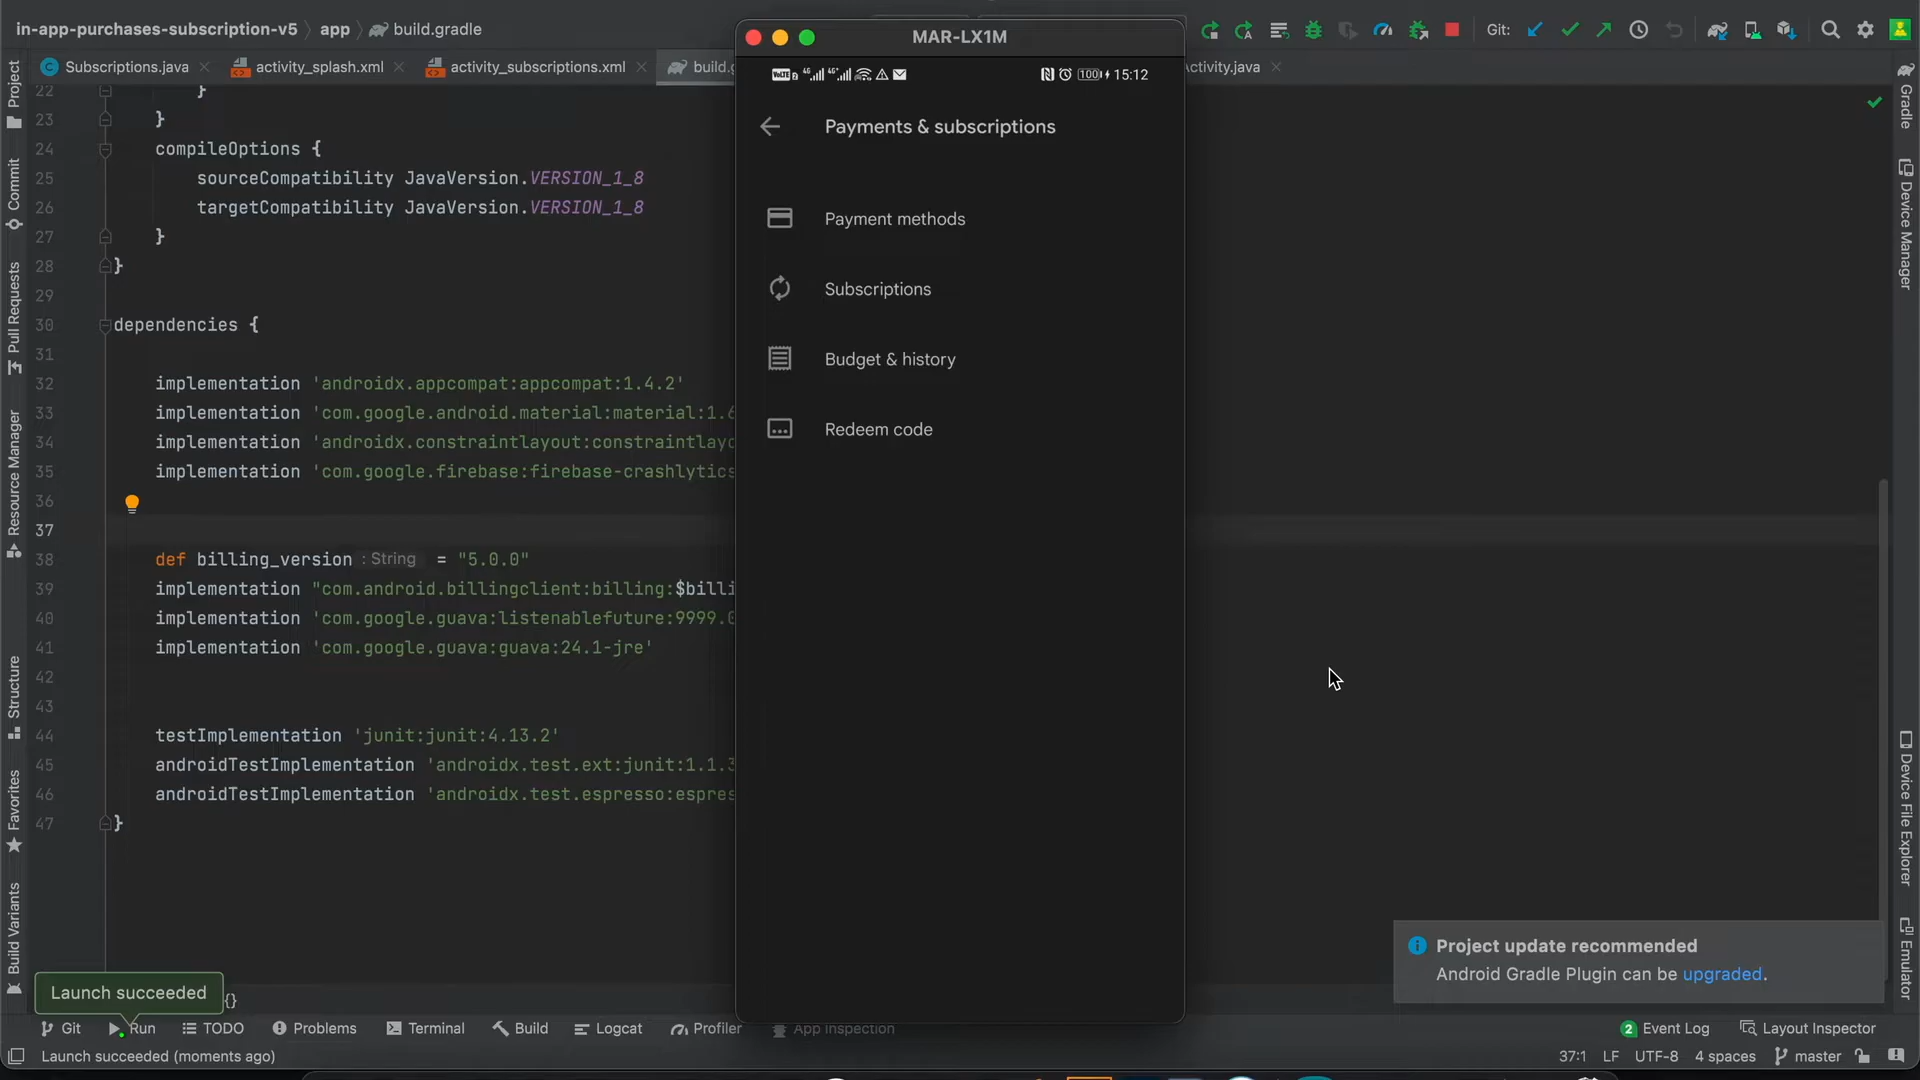 in-app-purchases-subscription-v5 app build.gradle
Git:
Subscriptions.java activity_splash.xml activity_subscriptions.xml build.g ctivity.java
MAR-LX1M
100 15:12
Payments & subscriptions
Payment methods
Subscriptions
Budget & history
Redeem code
22 }
23 }
24 compileOptions {
25 sourceCompatibility JavaVersion.VERSION_1_8
26 targetCompatibility JavaVersion.VERSION_1_8
27 }
28 }
29
30 dependencies {
31
32 implementation 'androidx.appcompat:appcompat:1.4.2'
33 implementation 'com.google.android.material:material:1.6
34 implementation 'androidx.constraintlayout:constraintlayo
35 implementation 'com.google.firebase:firebase-crashlytics
36
37
38 def billing_version : String = "5.0.0"
39 implementation "com.android.billingclient:billing:$billi
40 implementation 'com.google.guava:listenablefuture:9999.0
41 implementation 'com.google.guava:guava:24.1-jre'
42
43
44 testImplementation 'junit:junit:4.13.2'
45 androidTestImplementation 'androidx.test.ext:junit:1.1.3
46 androidTestImplementation 'androidx.test.espresso:espres
47 }
Project
Commit
Pull Requests
Resource Manager
Structure
Favorites
Build Variants
Gradle
Device Manager
Device File Explorer
Emulator
Project update recommended
Android Gradle Plugin can be upgraded.
Launch succeeded
{}
Git Run TODO Problems Terminal Build Logcat Profiler App Inspection
2 Event Log Layout Inspector
Launch succeeded (moments ago)
37:1 LF UTF-8 4 spaces master